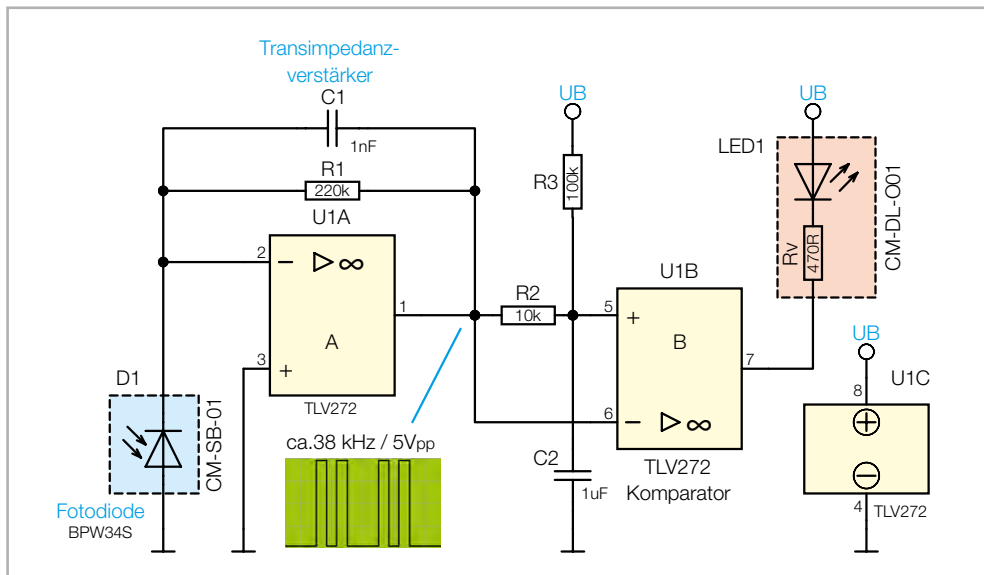 Transimpedanz-
verstärker
C1
1nF
R1
220k
U1A
2
∞
1
A
3
TLV272
D1
CM-SB-01
Fotodiode
BPW34S
ca.38 kHz / 5Vpp
UB
R3
100k
R2
10k
C2
1uF
U1B
5
B
7
6
∞
TLV272
Komparator
UB
LED1
Rv
470R
CM-DL-O01
UB
8
U1C
4
TLV272